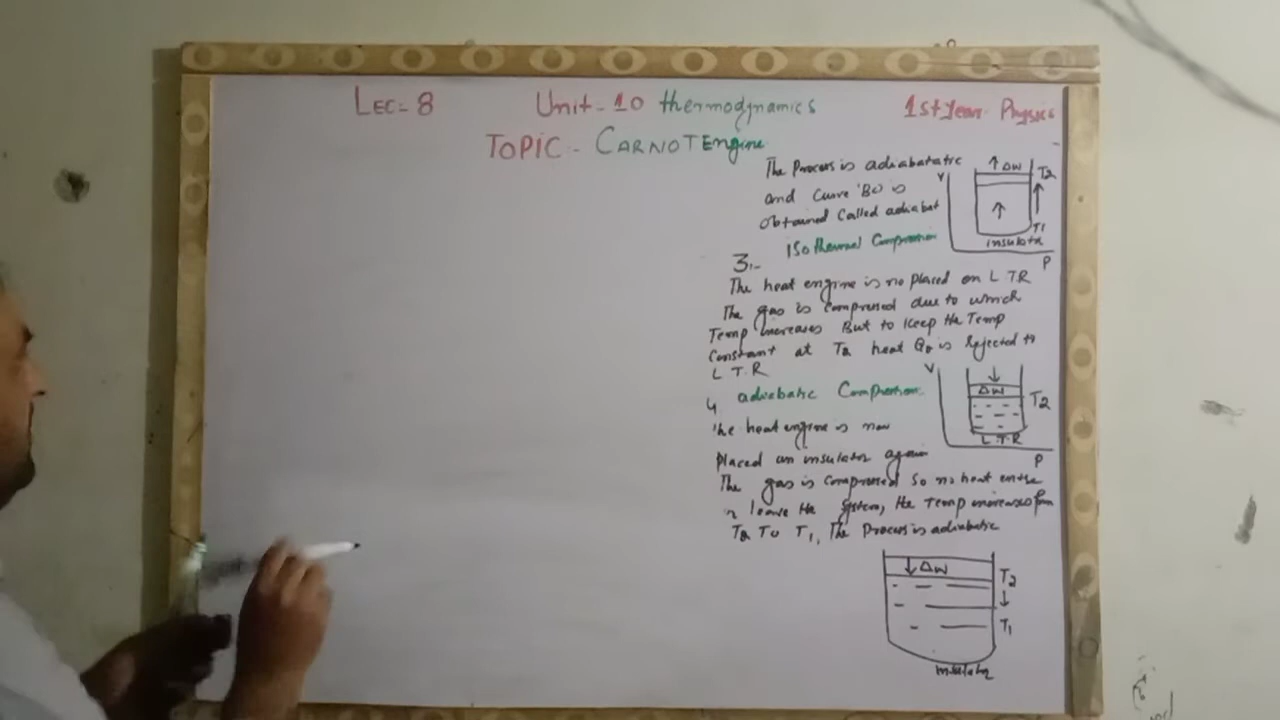 LEC- 8 Unit-10 thermodynamics 1st year Physics
TOPIC - CARNOT Engine
The Process is adiabatic
and Curve 'BC' is
obtained Called adiabat
↑ ΔW
T2
T1
insulator
V
P
3.- Isothermal Compression
The heat engine is no placed on L.T.R
The gas is Compressed due to which
Temp increases But to Keep the Temp
Constant at T2 heat Q2 is Rejected to
L.T.R
V
↓
ΔW
T2
L.T.R
P
4 adiabatic Compression
The heat engine is now
placed an insulator again
The gas is Compressed So no heat enter
r leave the System, the Temp increases from
T2 To T1, The Process is adiabatic
↓ ΔW
T2
↓
T1
insulator